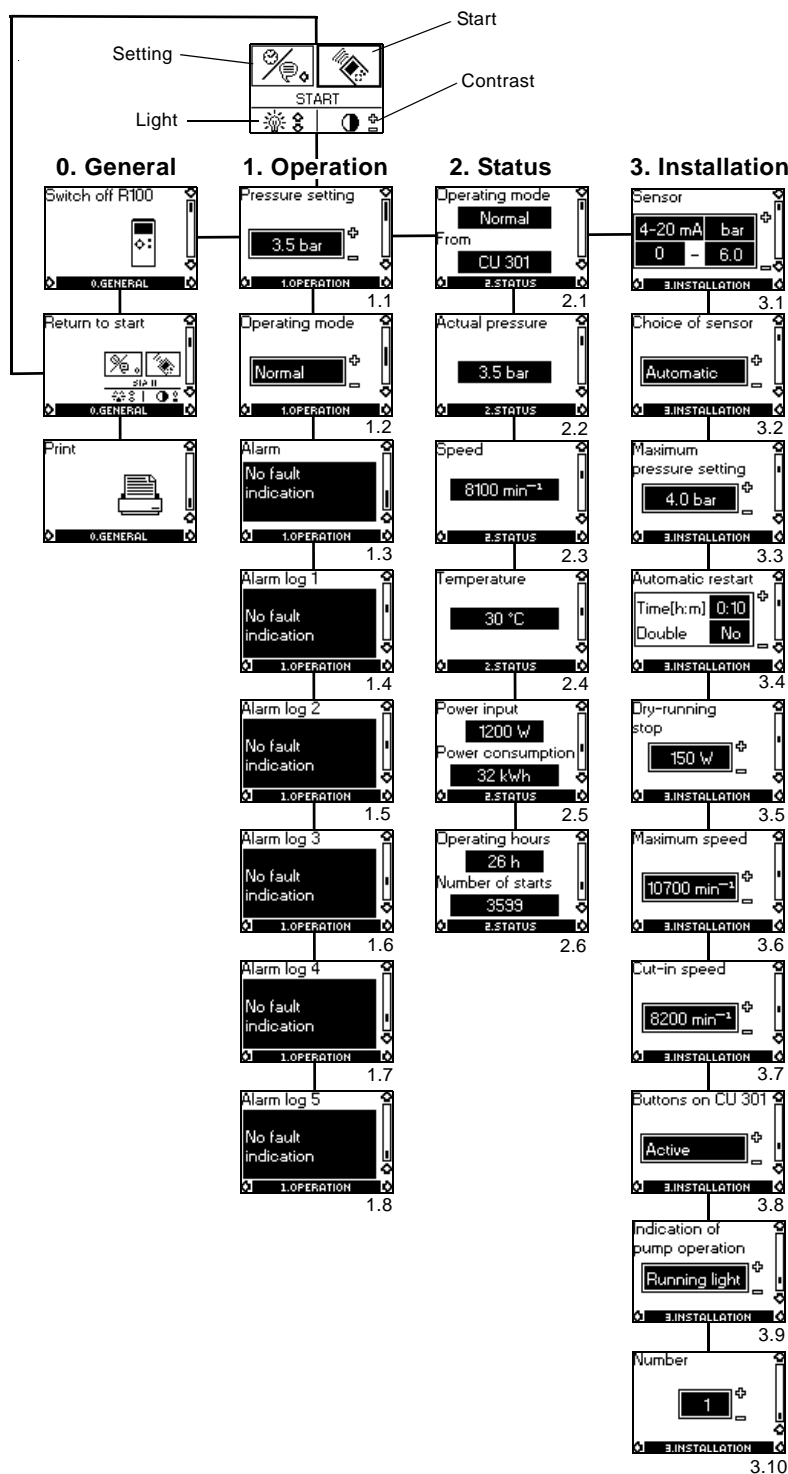 Start
Setting
START
Contrast
Light
0. General
1. Operation
2. Status
3. Installation
Switch off R100
0.GENERAL
Return to start
0.GENERAL
Print
0.GENERAL
Pressure setting
3.5 bar
1.OPERATION
1.1
Operating mode
Normal
1.OPERATION
1.2
Alarm
No fault
indication
1.OPERATION
1.3
Alarm log 1
No fault
indication
1.OPERATION
1.4
Alarm log 2
No fault
indication
1.OPERATION
1.5
Alarm log 3
No fault
indication
1.OPERATION
1.6
Alarm log 4
No fault
indication
1.OPERATION
1.7
Alarm log 5
No fault
indication
1.OPERATION
1.8
Operating mode
Normal
From
CU 301
2.STATUS
2.1
Actual pressure
3.5 bar
2.STATUS
2.2
Speed
8100 min⁻¹
2.STATUS
2.3
Temperature
30 °C
2.STATUS
2.4
Power input
1200 W
Power consumption
32 kWh
2.STATUS
2.5
Operating hours
26 h
Number of starts
3599
2.STATUS
2.6
Sensor
4-20 mA bar
0 - 6.0
3.INSTALLATION
3.1
Choice of sensor
Automatic
3.INSTALLATION
3.2
Maximum
pressure setting
4.0 bar
3.INSTALLATION
3.3
Automatic restart
Time[h:m] 0:10
Double No
3.INSTALLATION
3.4
Dry-running
stop
150 W
3.INSTALLATION
3.5
Maximum speed
10700 min⁻¹
3.INSTALLATION
3.6
Cut-in speed
8200 min⁻¹
3.INSTALLATION
3.7
Buttons on CU 301
Active
3.INSTALLATION
3.8
Indication of
pump operation
Running light
3.INSTALLATION
3.9
Number
1
3.INSTALLATION
3.10